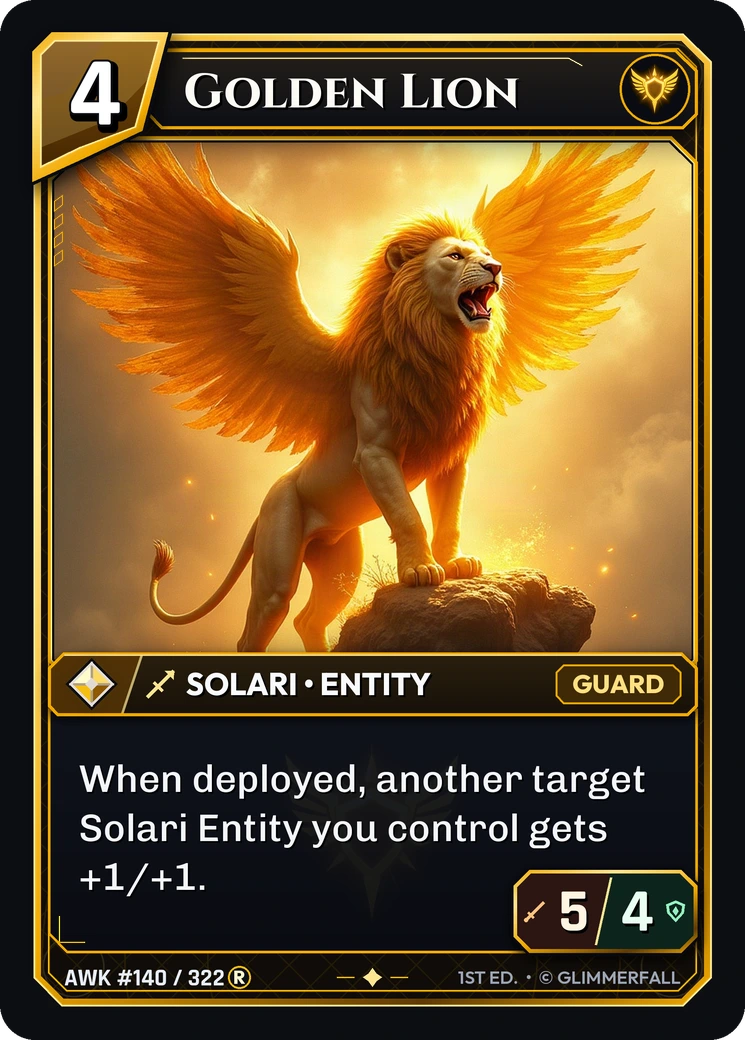 4
GOLDEN LION
SOLARI • ENTITY
GUARD
When deployed, another target
Solari Entity you control gets
+1/+1.
5/4
AWK #140 / 322 R
1ST ED. • © GLIMMERFALL